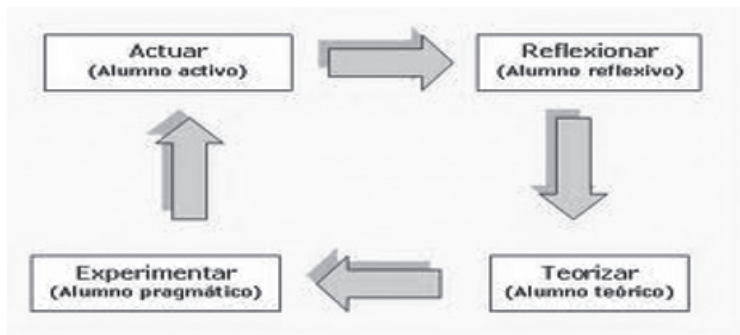 Actuar
(Alumno activo)
Reflexionar
(Alumno reflexivo)
Experimentar
(Alumno pragmático)
Teorizar
(Alumno teórico)